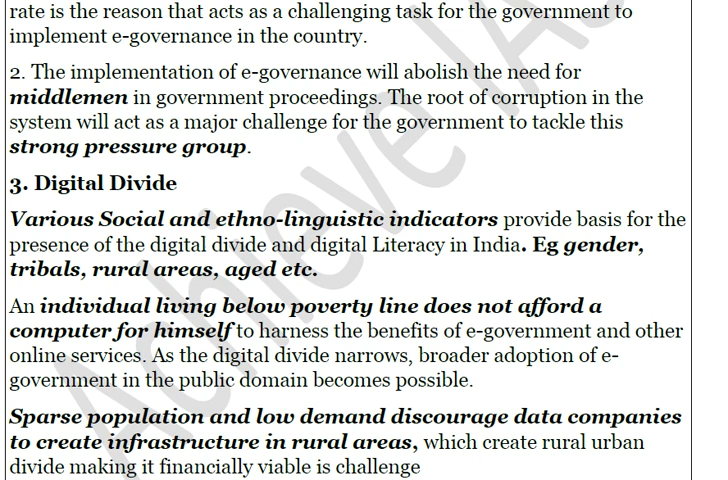 rate is the reason that acts as a challenging task for the government to
implement e-governance in the country.
2. The implementation of e-governance will abolish the need for
middlemen in government proceedings. The root of corruption in the
system will act as a major challenge for the government to tackle this
strong pressure group.
3. Digital Divide
Various Social and ethno-linguistic indicators provide basis for the
presence of the digital divide and digital Literacy in India. Eg gender,
tribals, rural areas, aged etc.
An individual living below poverty line does not afford a
computer for himself to harness the benefits of e-government and other
online services. As the digital divide narrows, broader adoption of e-
government in the public domain becomes possible.
Sparse population and low demand discourage data companies
to create infrastructure in rural areas, which create rural urban
divide making it financially viable is challenge
Achieve IAS